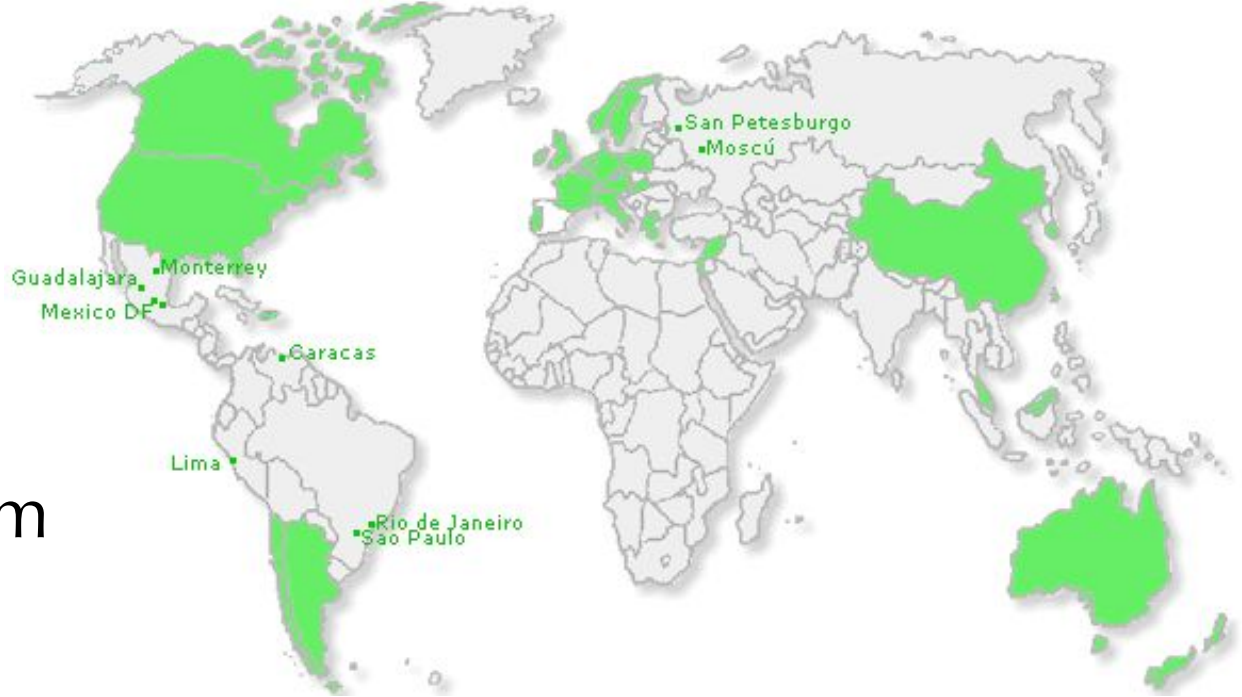 San Petesburgo
Moscú
Monterrey
Guadalajara
Mexico DF
Caracas
Lima
m
Rio de Janeiro
Sao Paulo